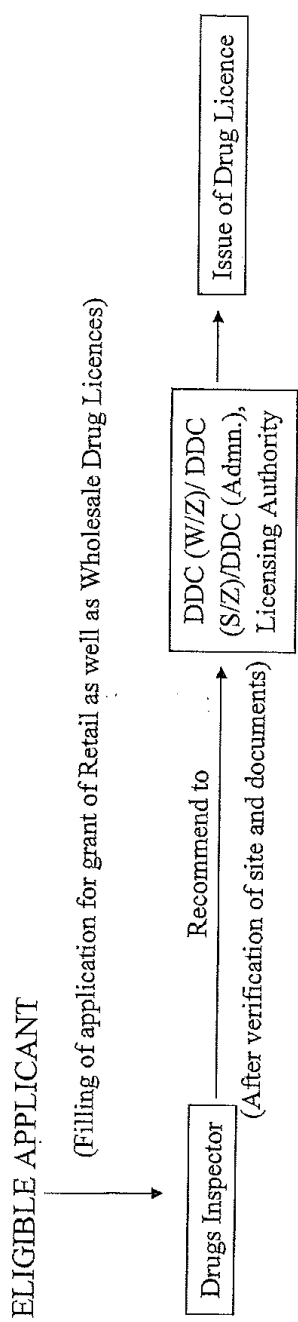 ELIGIBLE APPLICANT
(Filling of application for grant of Retail as well as Wholesale Drug Licences)
Drugs Inspector
Recommend to
(After verification of site and documents)
DDC (W/Z)/ DDC
(S/Z)/DDC (Admn.),
Licensing Authority
Issue of Drug Licence